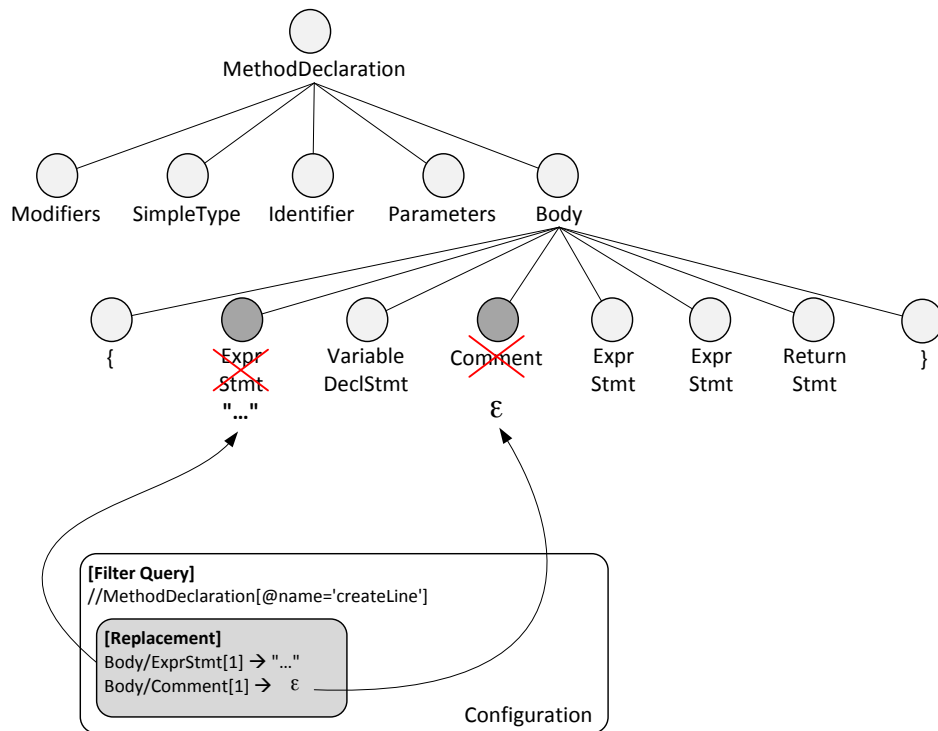 MethodDeclaration
Modifiers SimpleType Identifier Parameters Body
{ Expr Variable Comment Expr Expr Return }
Stmt DeclStmt Stmt Stmt Stmt
"…" ε
[Filter Query]
//MethodDeclaration[@name='createLine']
[Replacement]
Body/ExprStmt[1] → "…"
Body/Comment[1] → ε
Configuration